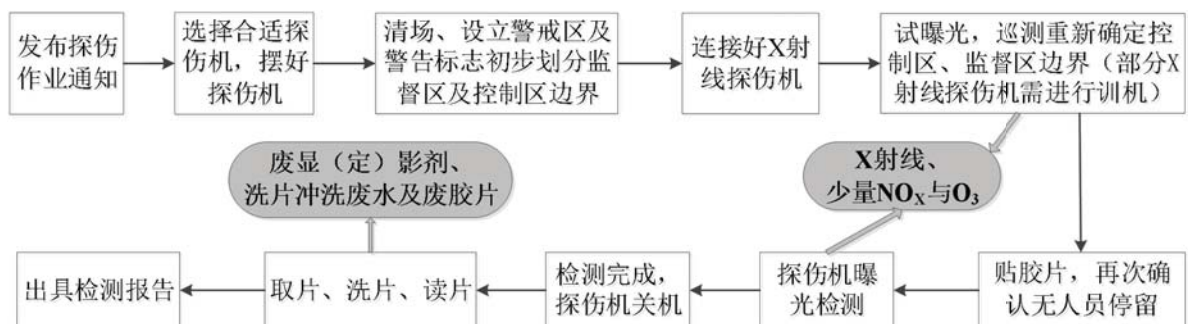 发布探伤
作业通知
选择合适探
伤机，摆好
探伤机
清场、设立警戒区及
警告标志初步划分监
督区及控制区边界
连接好X射
线探伤机
试曝光，巡测重新确定控
制区、监督区边界（部分X
射线探伤机需进行训机）
废显（定）影剂、
洗片冲洗废水及废胶片
X射线、
少量NOX与O3
贴胶片，再次确
认无人员停留
探伤机曝
光检测
检测完成，
探伤机关机
取片、洗片、读片
出具检测报告